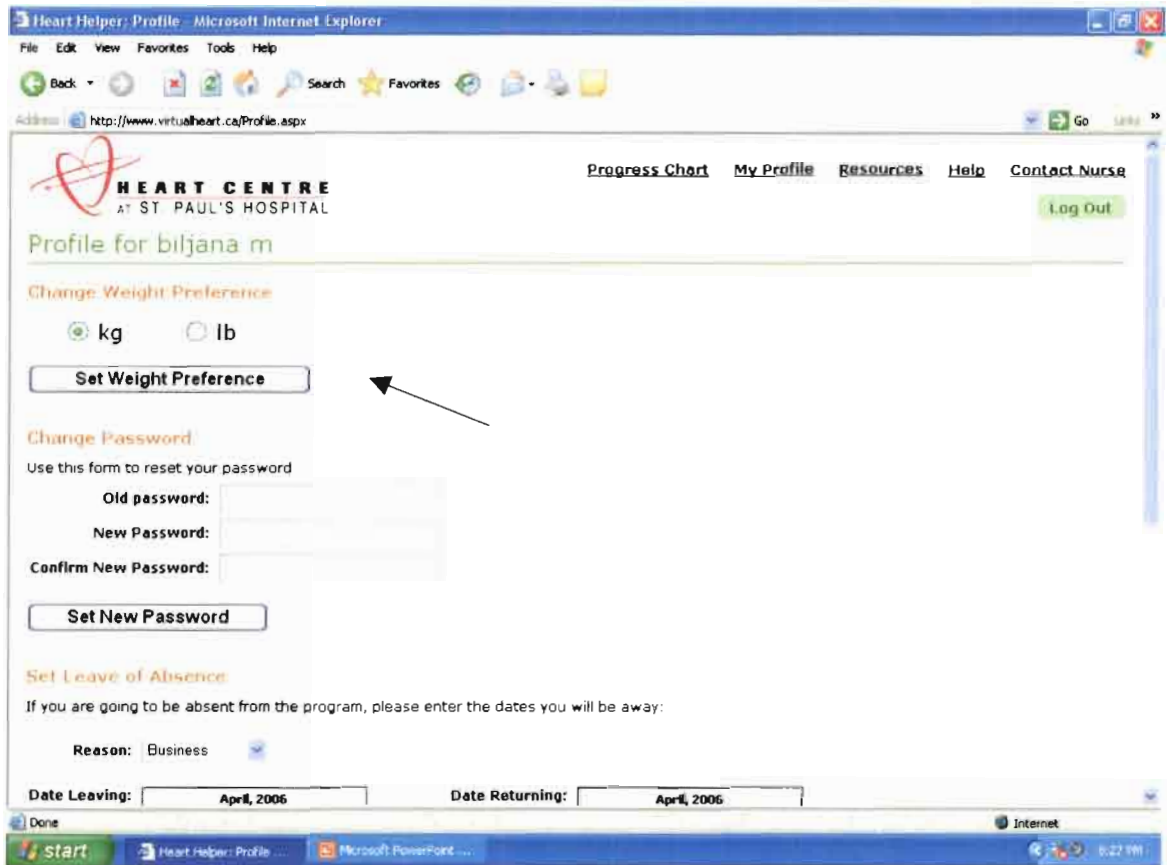 Heart Helper: Profile - Microsoft Internet Explorer
File Edit View Favorites Tools Help
Back Search Favorites
Address http://www.virtualheart.ca/Profile.aspx Go Links »
HEART CENTRE
AT ST. PAUL'S HOSPITAL
Progress Chart My Profile Resources Help Contact Nurse
Log Out
Profile for biljana m
Change Weight Preference
kg lb
Set Weight Preference
Change Password
Use this form to reset your password
Old password:
New Password:
Confirm New Password:
Set New Password
Set Leave of Absence
If you are going to be absent from the program, please enter the dates you will be away:
Reason: Business
Date Leaving: April, 2006 Date Returning: April, 2006
Done Internet
start Heart Helper: Profile ... Microsoft PowerPoint ... 8:22 PM